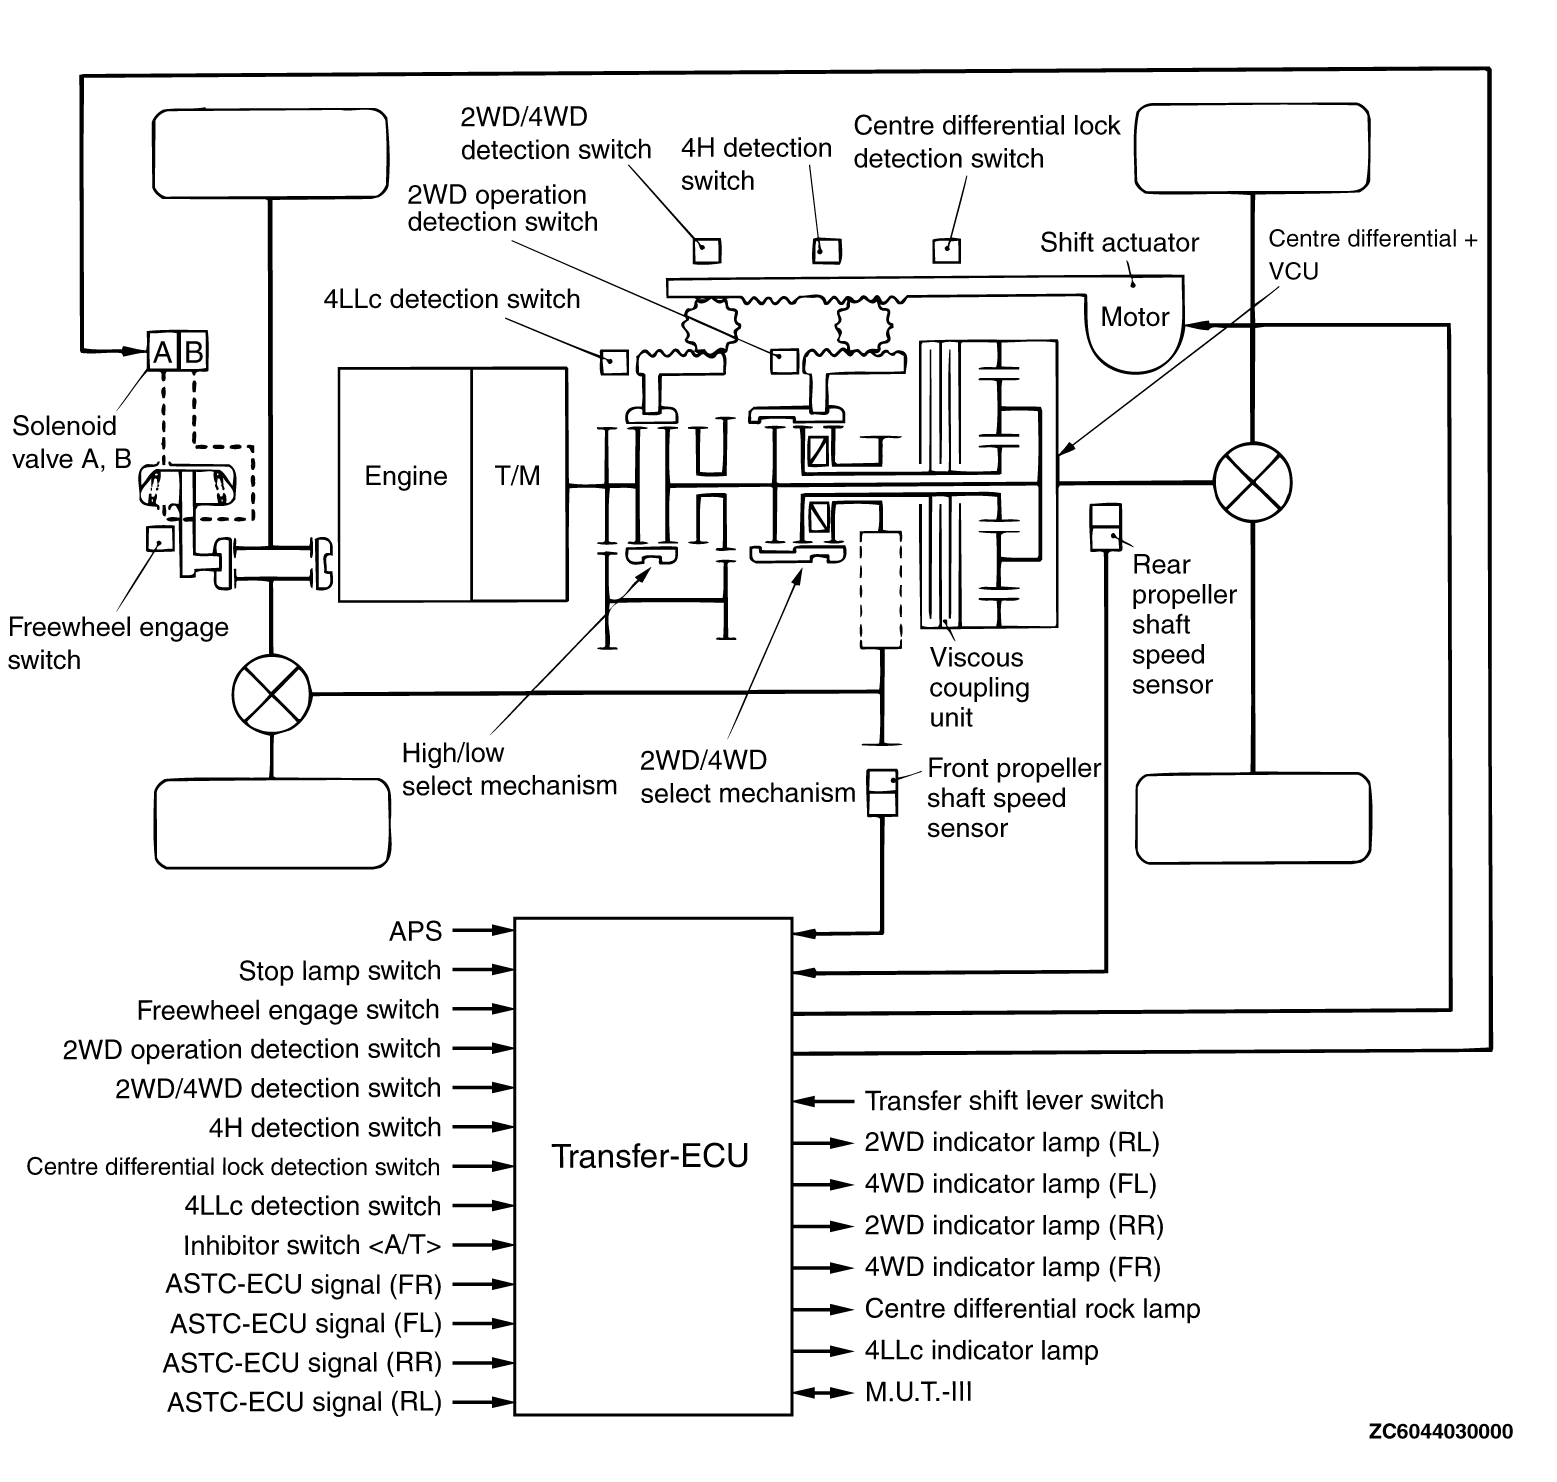 2WD/4WD
detection switch
4H detection
switch
Centre differential lock
detection switch
2WD operation
detection switch
Shift actuator
Centre differential +
VCU
4LLc detection switch
Motor
A B
Solenoid
valve A, B
Engine
T/M
Freewheel engage
switch
Rear
propeller
shaft
speed
sensor
Viscous
coupling
unit
High/low
select mechanism
2WD/4WD
select mechanism
Front propeller
shaft speed
sensor
APS
Stop lamp switch
Freewheel engage switch
2WD operation detection switch
2WD/4WD detection switch
4H detection switch
Centre differential lock detection switch
4LLc detection switch
Inhibitor switch <A/T>
ASTC-ECU signal (FR)
ASTC-ECU signal (FL)
ASTC-ECU signal (RR)
ASTC-ECU signal (RL)
Transfer-ECU
Transfer shift lever switch
2WD indicator lamp (RL)
4WD indicator lamp (FL)
2WD indicator lamp (RR)
4WD indicator lamp (FR)
Centre differential rock lamp
4LLc indicator lamp
M.U.T.-III
ZC6044030000